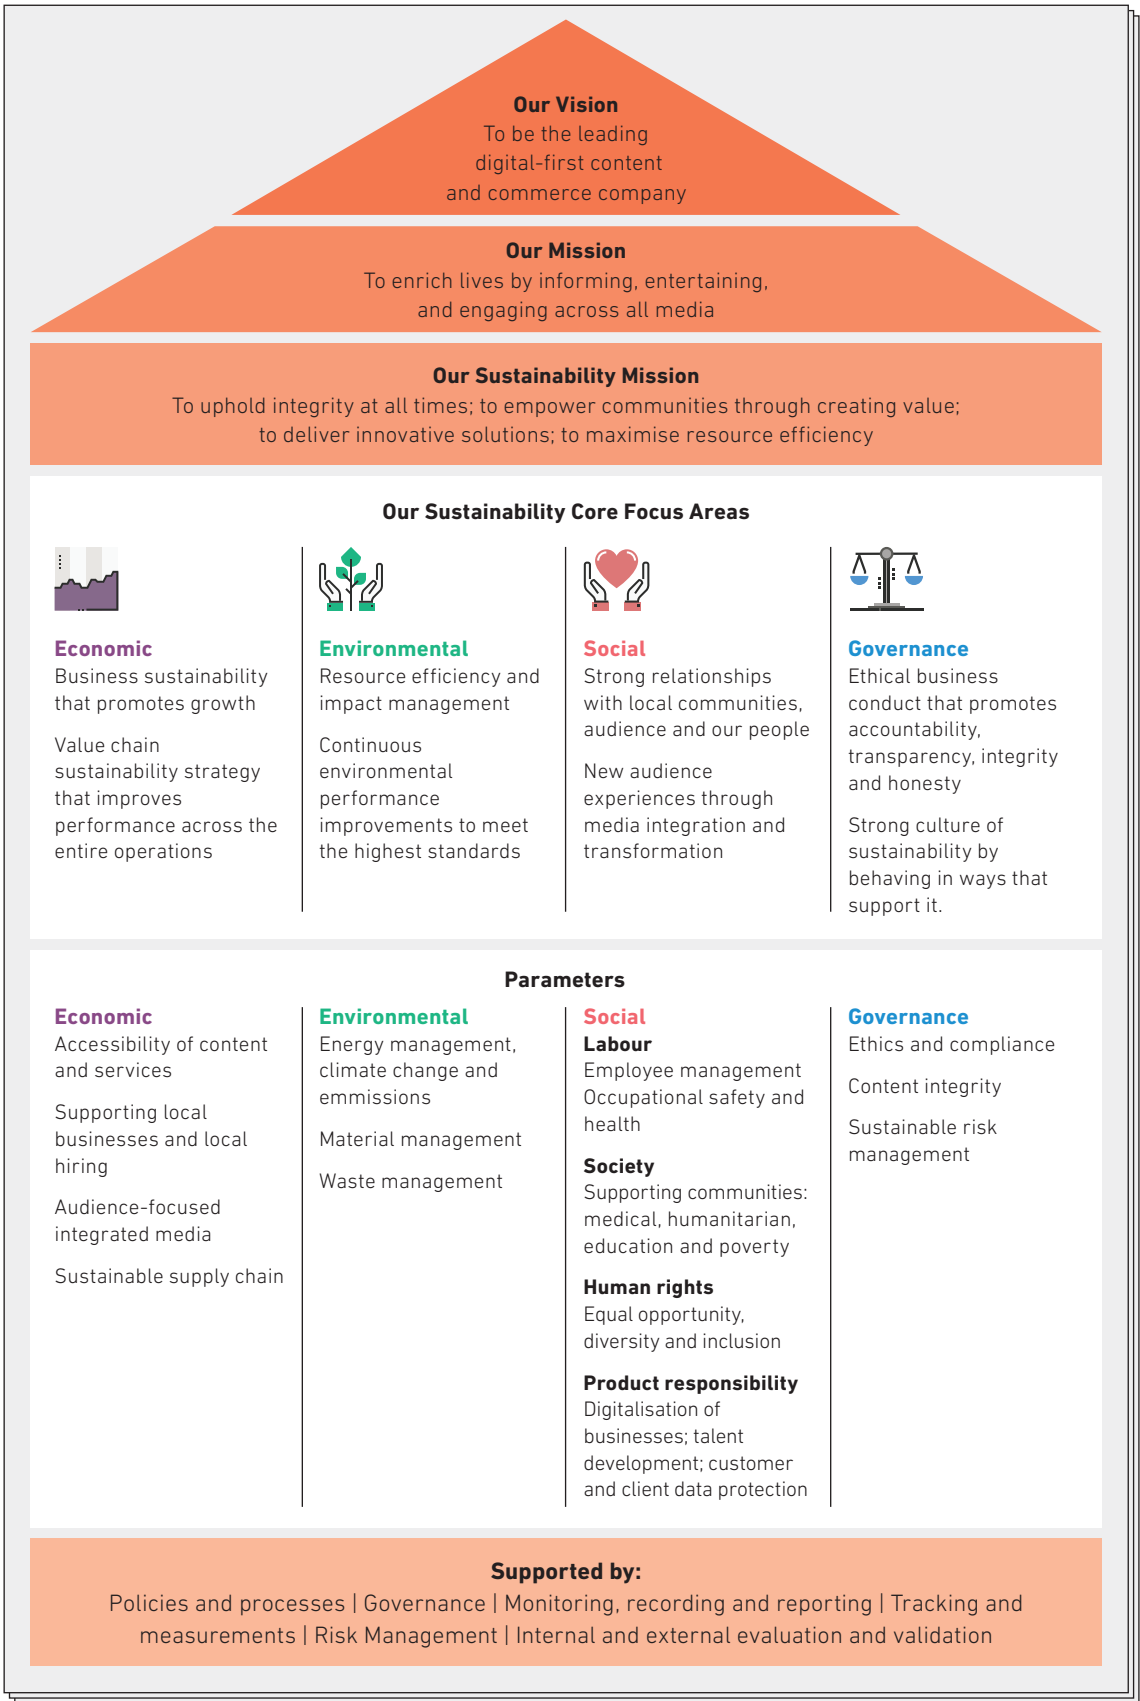 Our Vision
To be the leading
digital-first content
and commerce company
Our Mission
To enrich lives by informing, entertaining,
and engaging across all media
Our Sustainability Mission
To uphold integrity at all times; to empower communities through creating value;
to deliver innovative solutions; to maximise resource efficiency
Our Sustainability Core Focus Areas
Economic
Business sustainability
that promotes growth
Value chain
sustainability strategy
that improves
performance across the
entire operations
Environmental
Resource efficiency and
impact management
Continuous
environmental
performance
improvements to meet
the highest standards
Social
Strong relationships
with local communities,
audience and our people
New audience
experiences through
media integration and
transformation
Governance
Ethical business
conduct that promotes
accountability,
transparency, integrity
and honesty
Strong culture of
sustainability by
behaving in ways that
support it.
Parameters
Economic
Accessibility of content
and services
Supporting local
businesses and local
hiring
Audience-focused
integrated media
Sustainable supply chain
Environmental
Energy management,
climate change and
emmissions
Material management
Waste management
Social
Labour
Employee management
Occupational safety and
health
Society
Supporting communities:
medical, humanitarian,
education and poverty
Human rights
Equal opportunity,
diversity and inclusion
Product responsibility
Digitalisation of
businesses; talent
development; customer
and client data protection
Governance
Ethics and compliance
Content integrity
Sustainable risk
management
Supported by:
Policies and processes | Governance | Monitoring, recording and reporting | Tracking and
measurements | Risk Management | Internal and external evaluation and validation